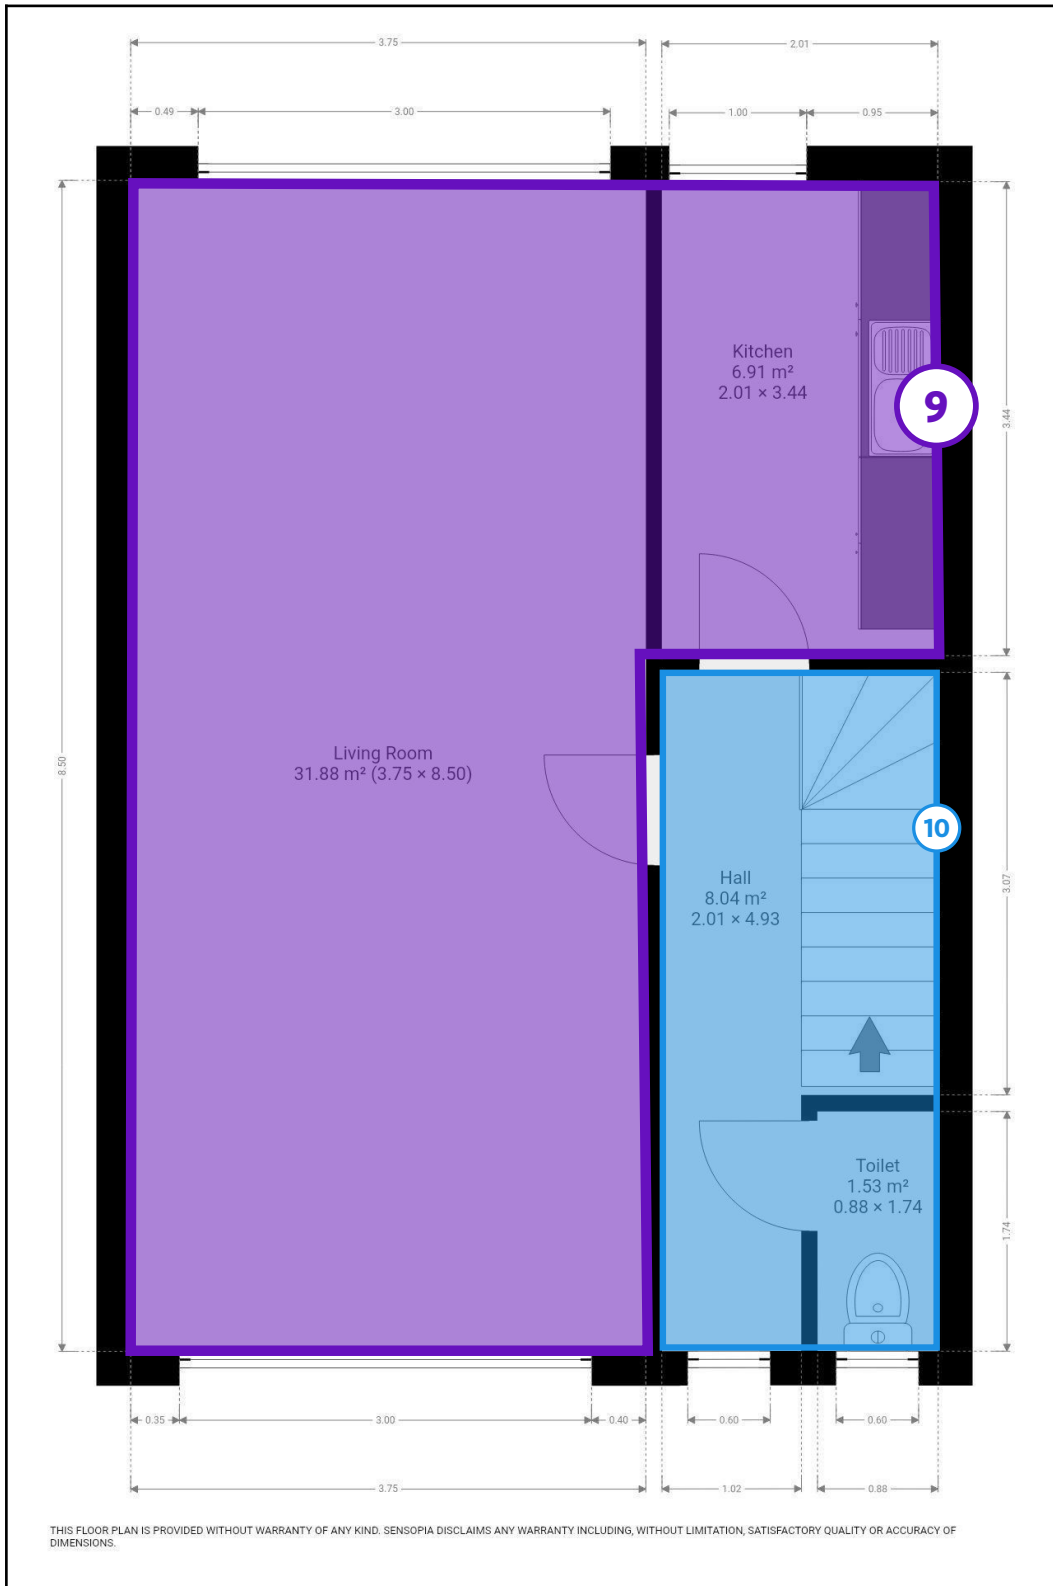 3.75
2.01
0.49
3.00
1.00
0.95
Kitchen
6.91 m²
2.01 × 3.44
9
3.44
Living Room
31.88 m² (3.75 × 8.50)
8.50
10
Hall
8.04 m²
2.01 × 4.93
3.07
Toilet
1.53 m²
0.88 × 1.74
1.74
0.35
3.00
0.40
0.60
0.60
3.75
1.02
0.88
THIS FLOOR PLAN IS PROVIDED WITHOUT WARRANTY OF ANY KIND. SENSOPIA DISCLAIMS ANY WARRANTY INCLUDING, WITHOUT LIMITATION, SATISFACTORY QUALITY OR ACCURACY OF
DIMENSIONS.